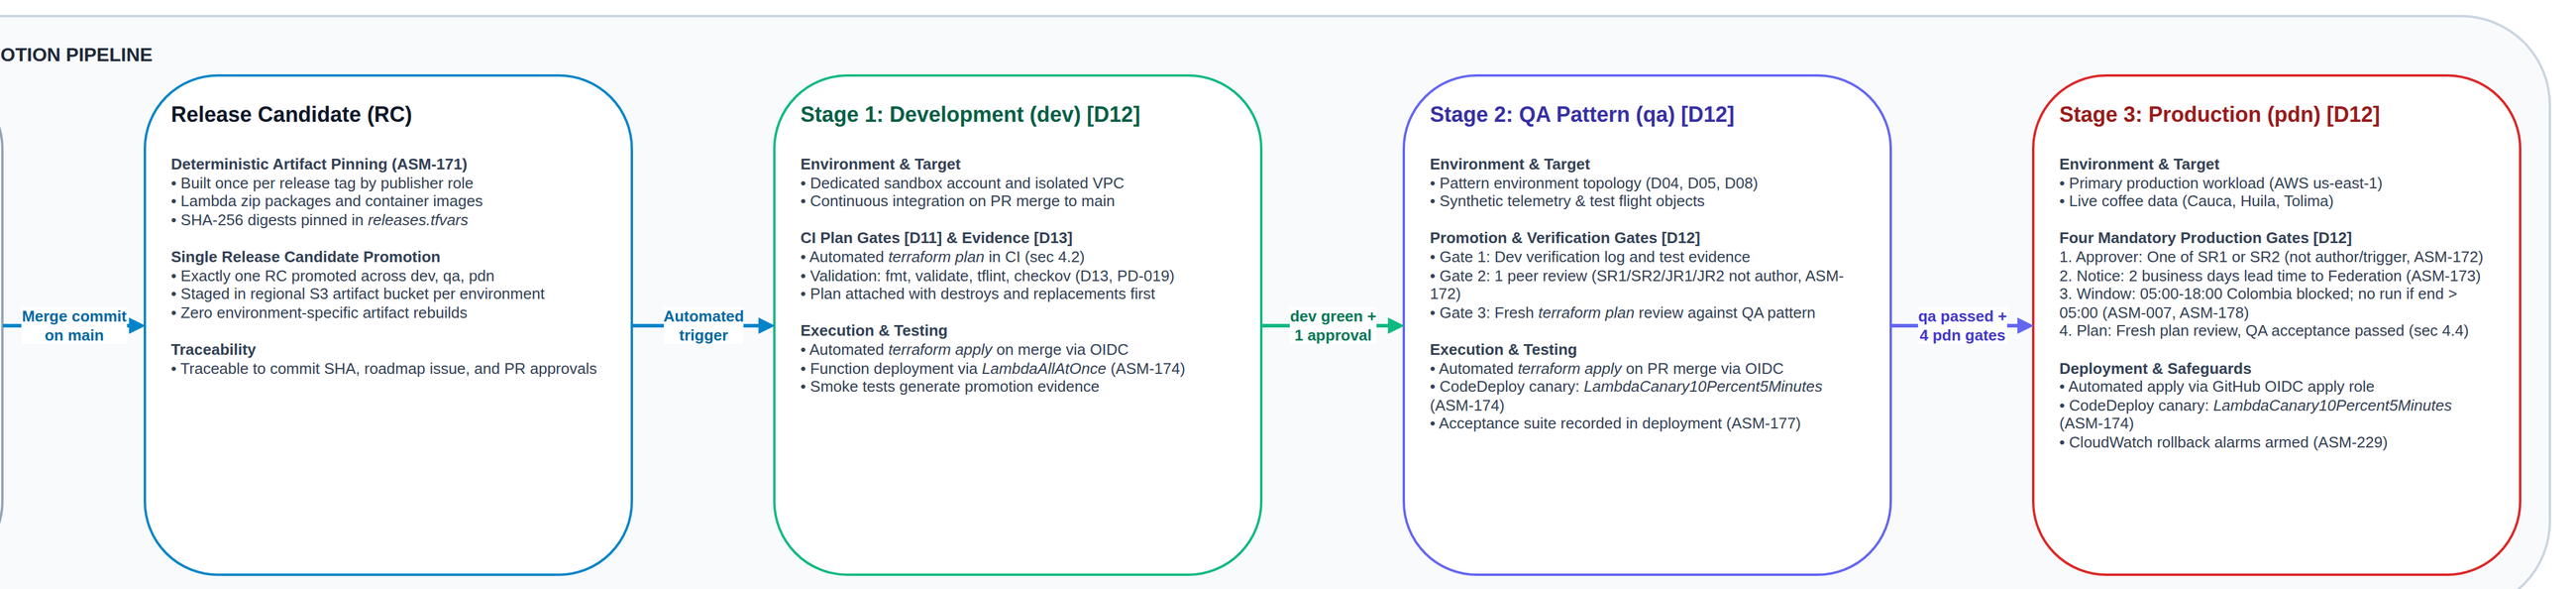 OTION PIPELINE
Merge commit
on main
Release Candidate (RC)
Deterministic Artifact Pinning (ASM-171)
• Built once per release tag by publisher role
• Lambda zip packages and container images
• SHA-256 digests pinned in releases.tfvars
Single Release Candidate Promotion
• Exactly one RC promoted across dev, qa, pdn
• Staged in regional S3 artifact bucket per environment
• Zero environment-specific artifact rebuilds
Traceability
• Traceable to commit SHA, roadmap issue, and PR approvals
Automated
trigger
Stage 1: Development (dev) [D12]
Environment & Target
• Dedicated sandbox account and isolated VPC
• Continuous integration on PR merge to main
CI Plan Gates [D11] & Evidence [D13]
• Automated terraform plan in CI (sec 4.2)
• Validation: fmt, validate, tflint, checkov (D13, PD-019)
• Plan attached with destroys and replacements first
Execution & Testing
• Automated terraform apply on merge via OIDC
• Function deployment via LambdaAllAtOnce (ASM-174)
• Smoke tests generate promotion evidence
dev green +
1 approval
Stage 2: QA Pattern (qa) [D12]
Environment & Target
• Pattern environment topology (D04, D05, D08)
• Synthetic telemetry & test flight objects
Promotion & Verification Gates [D12]
• Gate 1: Dev verification log and test evidence
• Gate 2: 1 peer review (SR1/SR2/JR1/JR2 not author, ASM-
172)
• Gate 3: Fresh terraform plan review against QA pattern
Execution & Testing
• Automated terraform apply on PR merge via OIDC
• CodeDeploy canary: LambdaCanary10Percent5Minutes
(ASM-174)
• Acceptance suite recorded in deployment (ASM-177)
qa passed +
4 pdn gates
Stage 3: Production (pdn) [D12]
Environment & Target
• Primary production workload (AWS us-east-1)
• Live coffee data (Cauca, Huila, Tolima)
Four Mandatory Production Gates [D12]
1. Approver: One of SR1 or SR2 (not author/trigger, ASM-172)
2. Notice: 2 business days lead time to Federation (ASM-173)
3. Window: 05:00-18:00 Colombia blocked; no run if end >
05:00 (ASM-007, ASM-178)
4. Plan: Fresh plan review, QA acceptance passed (sec 4.4)
Deployment & Safeguards
• Automated apply via GitHub OIDC apply role
• CodeDeploy canary: LambdaCanary10Percent5Minutes
(ASM-174)
• CloudWatch rollback alarms armed (ASM-229)